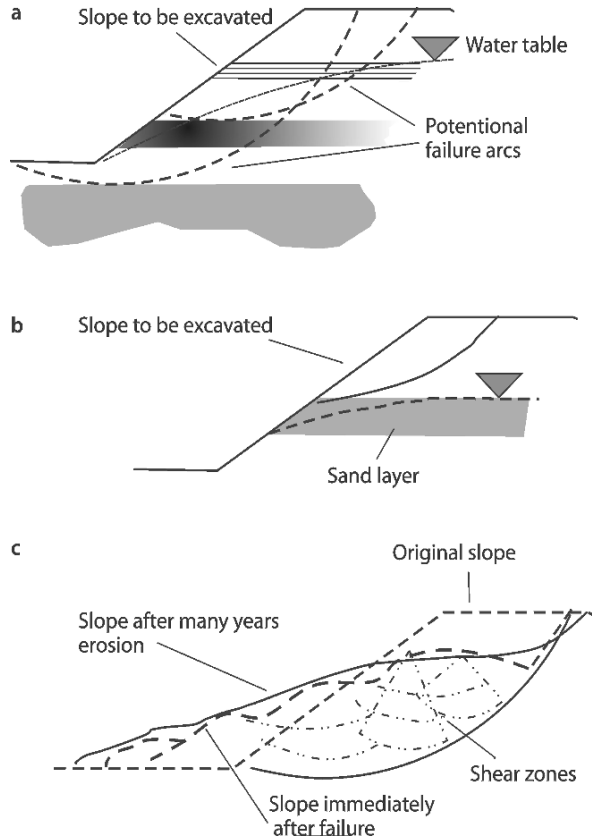 a
Slope to be excavated
Water table
Potentional
failure arcs
b
Slope to be excavated
Sand layer
c
Original slope
Slope after many years
erosion
Shear zones
Slope immediately
after failure